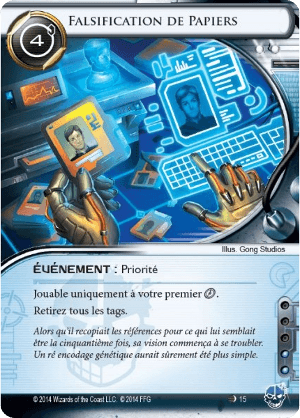 Falsification de Papiers
4
Illus. Gong Studios
ÉVÉNEMENT : Priorité
Jouable uniquement à votre premier .
Retirez tous les tags.
Alors qu'il recopiait les références pour ce qui lui semblait
être la cinquantième fois, sa vision commença à se troubler.
Un ré encodage génétique aurait sûrement été plus simple.
© 2014 Wizards of the Coast LLC. © 2014 FFG
15